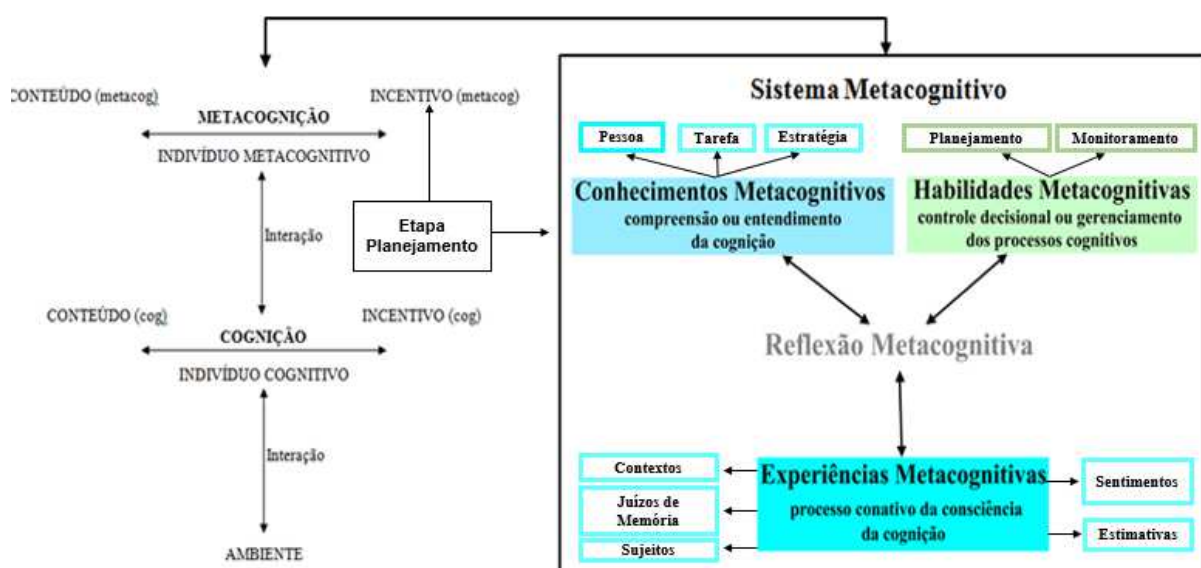 CONTEÚDO (metacog)
INCENTIVO (metacog)
METACOGNIÇÃO
INDIVÍDUO METACOGNITIVO
Interação
Etapa
Planejamento
CONTEÚDO (cog)
INCENTIVO (cog)
COGNIÇÃO
INDIVÍDUO COGNITIVO
Interação
AMBIENTE
Sistema Metacognitivo
Pessoa
Tarefa
Estratégia
Planejamento
Monitoramento
Conhecimentos Metacognitivos
compreensão ou entendimento
da cognição
Habilidades Metacognitivas
controle decisional ou gerenciamento
dos processos cognitivos
Reflexão Metacognitiva
Contextos
Juízos de
Memória
Sujeitos
Experiências Metacognitivas
processo conativo da consciência
da cognição
Sentimentos
Estimativas